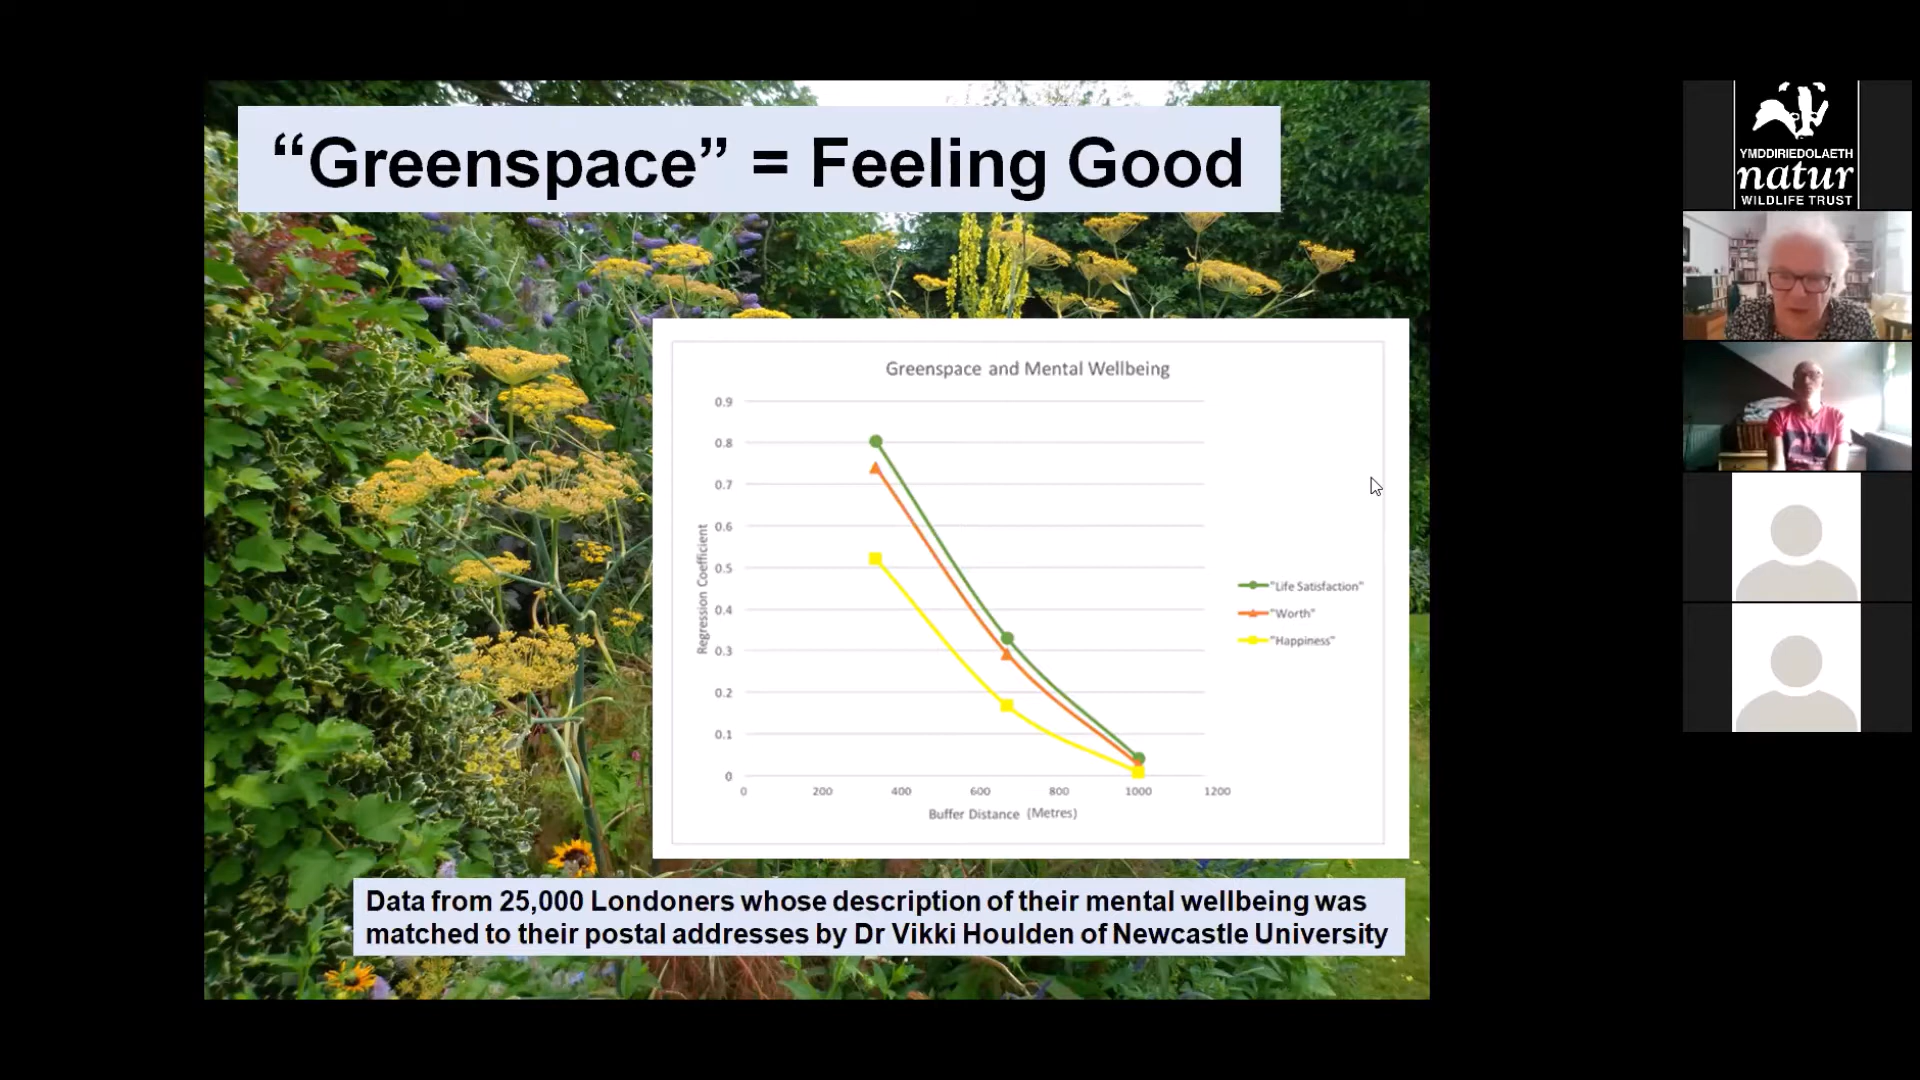 “Greenspace” = Feeling Good
Greenspace and Mental Wellbeing
0.9
0.8
0.7
0.6
0.5
0.4
0.3
0.2
0.1
0
Regression Coefficient
0 200 400 600 800 1000 1200
Buffer Distance (Metres)
"Life Satisfaction"
"Worth"
"Happiness"
Data from 25,000 Londoners whose description of their mental wellbeing was
matched to their postal addresses by Dr Vikki Houlden of Newcastle University
YMDDIRIEDOLAETH
natur
WILDLIFE TRUST